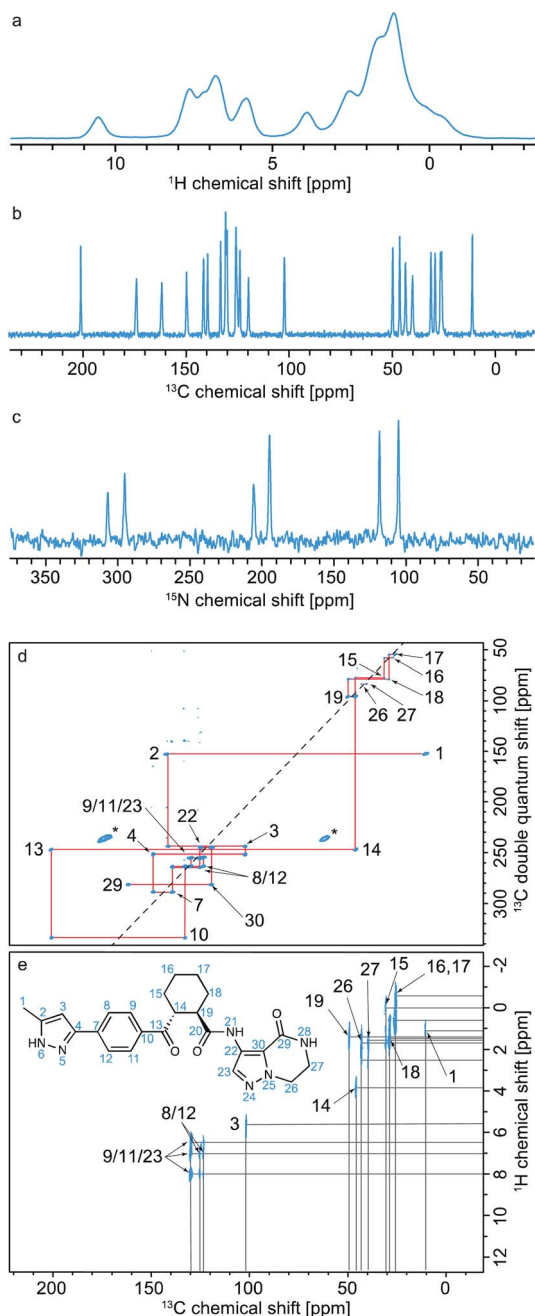 a
10 5 0
¹H chemical shift [ppm]
b
200 150 100 50 0
¹³C chemical shift [ppm]
c
350 300 250 200 150 100 50
¹⁵N chemical shift [ppm]
d
50
100
150
200
250
300
¹³C double quantum shift [ppm]
17
16
15
18
19
26 27
2
1
9/11/23
22
4
3
*
*
13
14
8/12
29
7
30
10
e
-2
0
2
4
6
8
10
12
¹H chemical shift [ppm]
15
16,17
26
27
19
18
1
14
3
8/12
9/11/23
16 17
15 18
1 3 8 9 14 19 21 H
2 4 7 20 N 30 O 28
13 O 22 29 NH
HN N 10 O
6 5 12 11 23 N N 27
24 25 26
200 150 100 50 0
¹³C chemical shift [ppm]